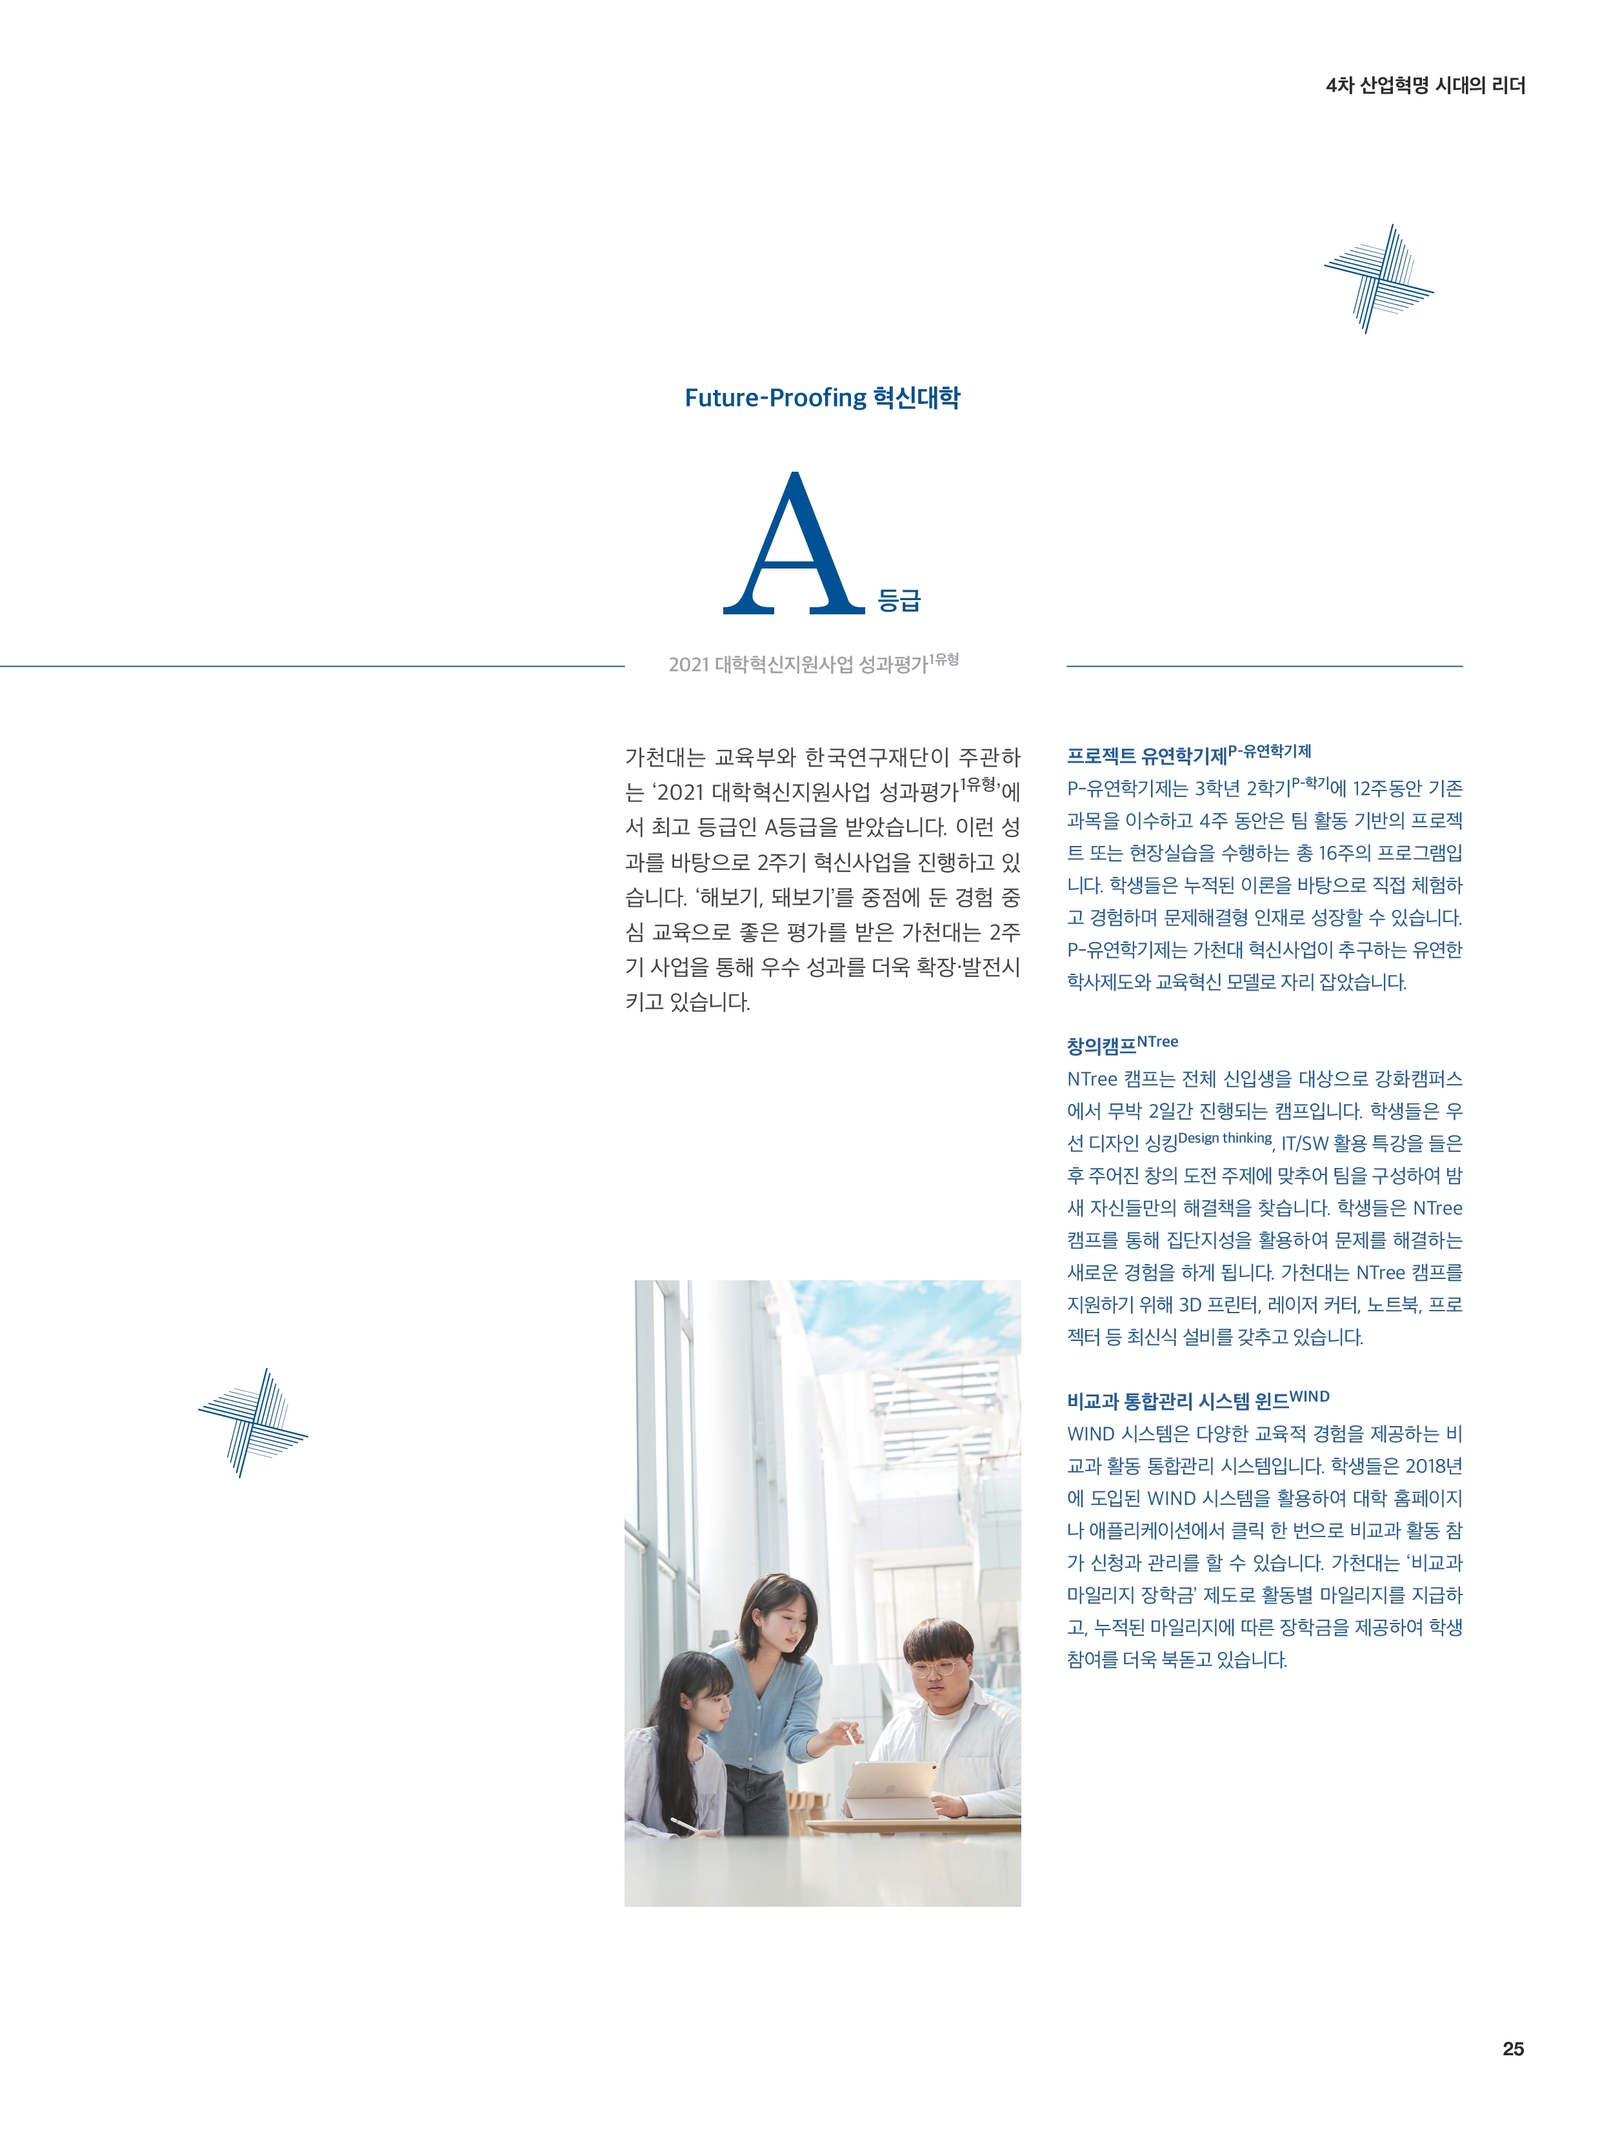 4차 산업혁명 시대의 리더
Future-Proofing 혁신대학
A 등급
2021 대학혁신지원사업 성과평가1유형
가천대는 교육부와 한국연구재단이 주관하
는 ‘2021 대학혁신지원사업 성과평가1유형’에
서 최고 등급인 A등급을 받았습니다. 이런 성
과를 바탕으로 2주기 혁신사업을 진행하고 있
습니다. ‘해보기, 돼보기’를 중점에 둔 경험 중
심 교육으로 좋은 평가를 받은 가천대는 2주
기 사업을 통해 우수 성과를 더욱 확장·발전시
키고 있습니다.
프로젝트 유연학기제P-유연학기제
P-유연학기제는 3학년 2학기P-학기에 12주동안 기존
과목을 이수하고 4주 동안은 팀 활동 기반의 프로젝
트 또는 현장실습을 수행하는 총 16주의 프로그램입
니다. 학생들은 누적된 이론을 바탕으로 직접 체험하
고 경험하며 문제해결형 인재로 성장할 수 있습니다.
P-유연학기제는 가천대 혁신사업이 추구하는 유연한
학사제도와 교육혁신 모델로 자리 잡았습니다.
창의캠프NTree
NTree 캠프는 전체 신입생을 대상으로 강화캠퍼스
에서 무박 2일간 진행되는 캠프입니다. 학생들은 우
선 디자인 싱킹Design thinking, IT/SW 활용 특강을 들은
후 주어진 창의 도전 주제에 맞추어 팀을 구성하여 밤
새 자신들만의 해결책을 찾습니다. 학생들은 NTree
캠프를 통해 집단지성을 활용하여 문제를 해결하는
새로운 경험을 하게 됩니다. 가천대는 NTree 캠프를
지원하기 위해 3D 프린터, 레이저 커터, 노트북, 프로
젝터 등 최신식 설비를 갖추고 있습니다.
비교과 통합관리 시스템 윈드WIND
WIND 시스템은 다양한 교육적 경험을 제공하는 비
교과 활동 통합관리 시스템입니다. 학생들은 2018년
에 도입된 WIND 시스템을 활용하여 대학 홈페이지
나 애플리케이션에서 클릭 한 번으로 비교과 활동 참
가 신청과 관리를 할 수 있습니다. 가천대는 ‘비교과
마일리지 장학금’ 제도로 활동별 마일리지를 지급하
고, 누적된 마일리지에 따른 장학금을 제공하여 학생
참여를 더욱 북돋고 있습니다.
25